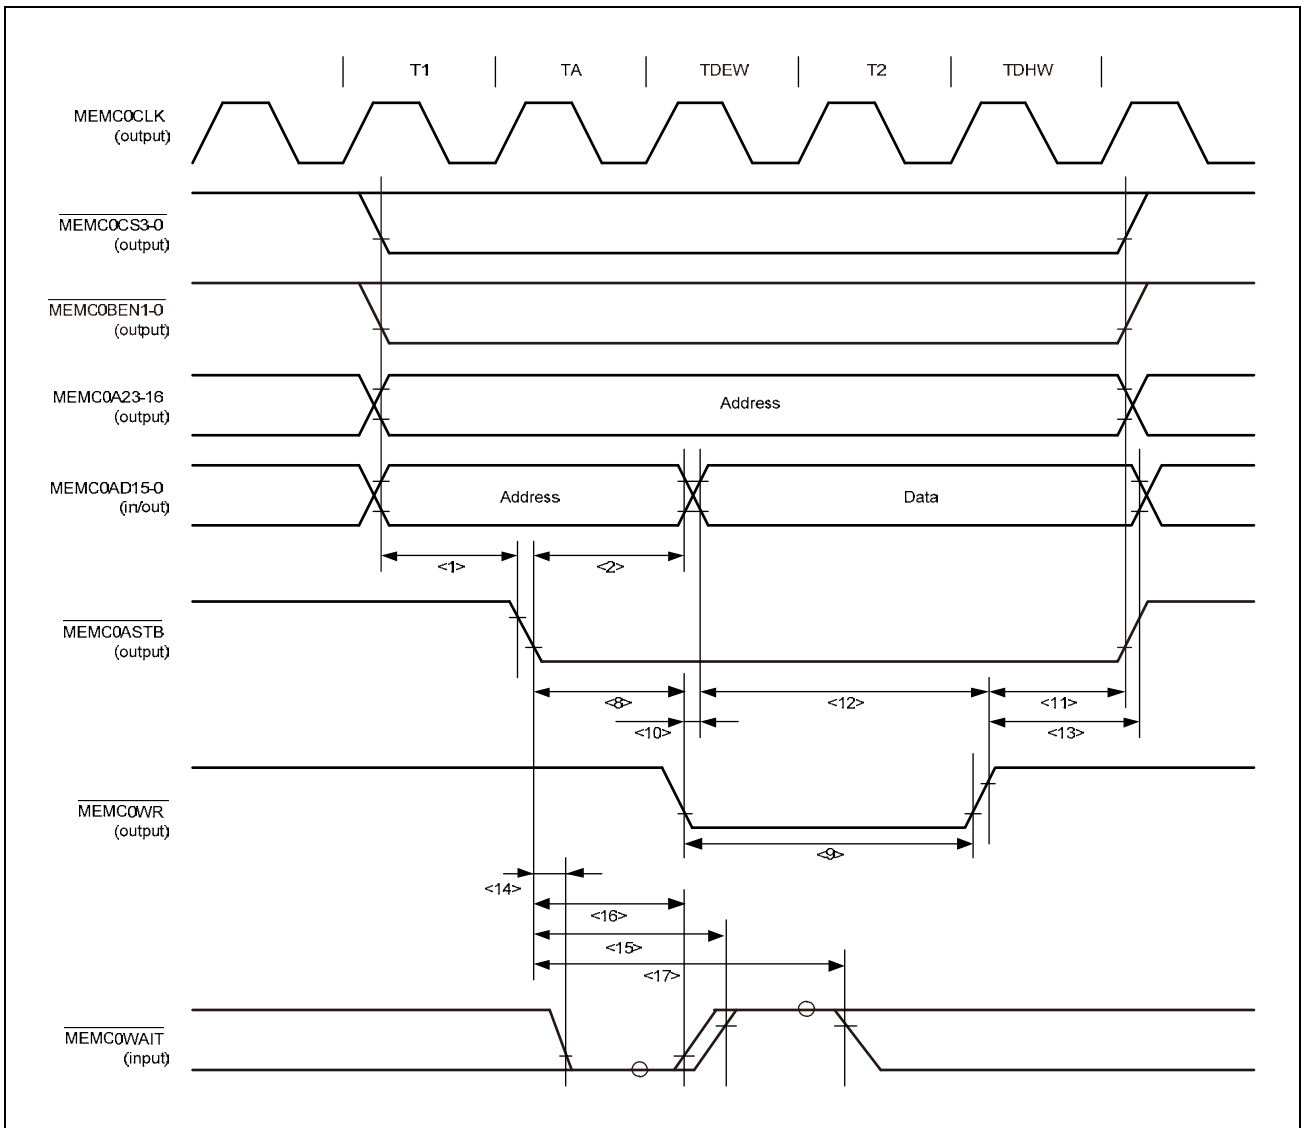 T1 TA TDEW T2 TDHW
MEMC0CLK
(output)
MEMC0CS3-0
(output)
MEMC0BEN1-0
(output)
MEMC0A23-16
(output)
Address
MEMC0AD15-0
(in/out)
Address
Data
<1>
<2>
MEMC0ASTB
(output)
<8>
<12>
<11>
<10>
<13>
MEMC0WR
(output)
<9>
<14>
<16>
<15>
<17>
MEMC0WAIT
(input)